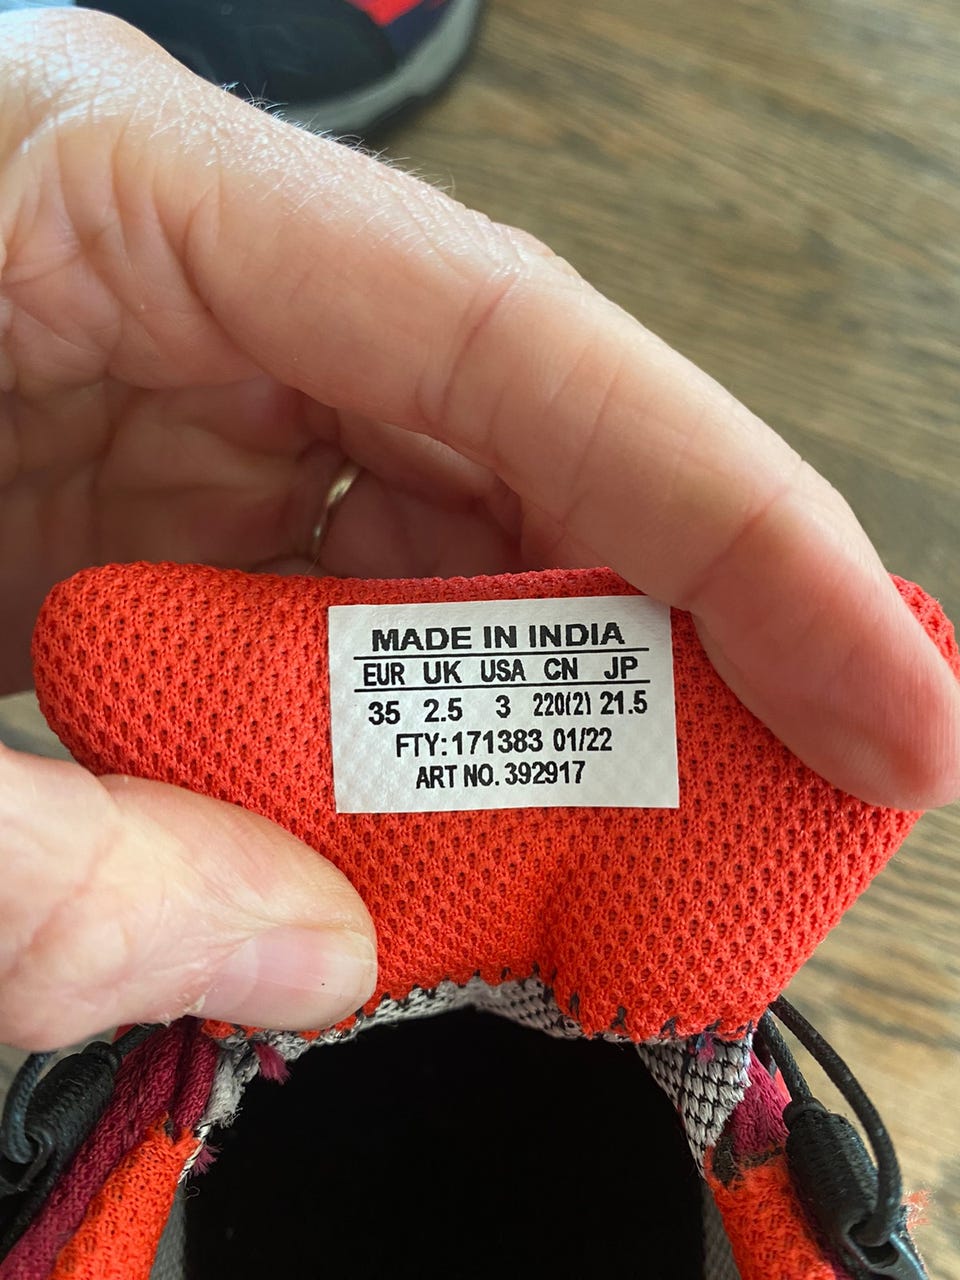 MADE IN INDIA
EUR UK USA CN JP
35 2.5 3 220(2) 21.5
FTY: 171383 01/22
ART NO. 392917